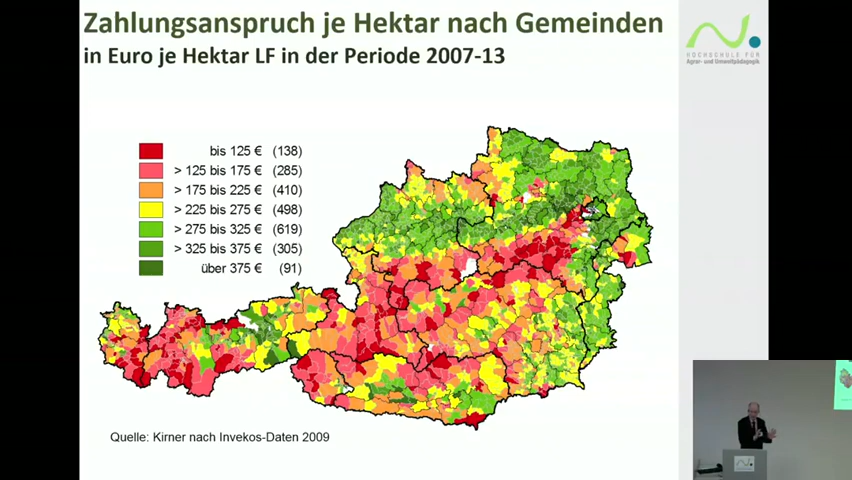 Zahlungsanspruch je Hektar nach Gemeinden
in Euro je Hektar LF in der Periode 2007-13
HOCHSCHULE FÜR
Agrar- und Umweltpädagogik
bis 125 € (138)
> 125 bis 175 € (285)
> 175 bis 225 € (410)
> 225 bis 275 € (498)
> 275 bis 325 € (619)
> 325 bis 375 € (305)
über 375 € (91)
Quelle: Kirner nach Invekos-Daten 2009